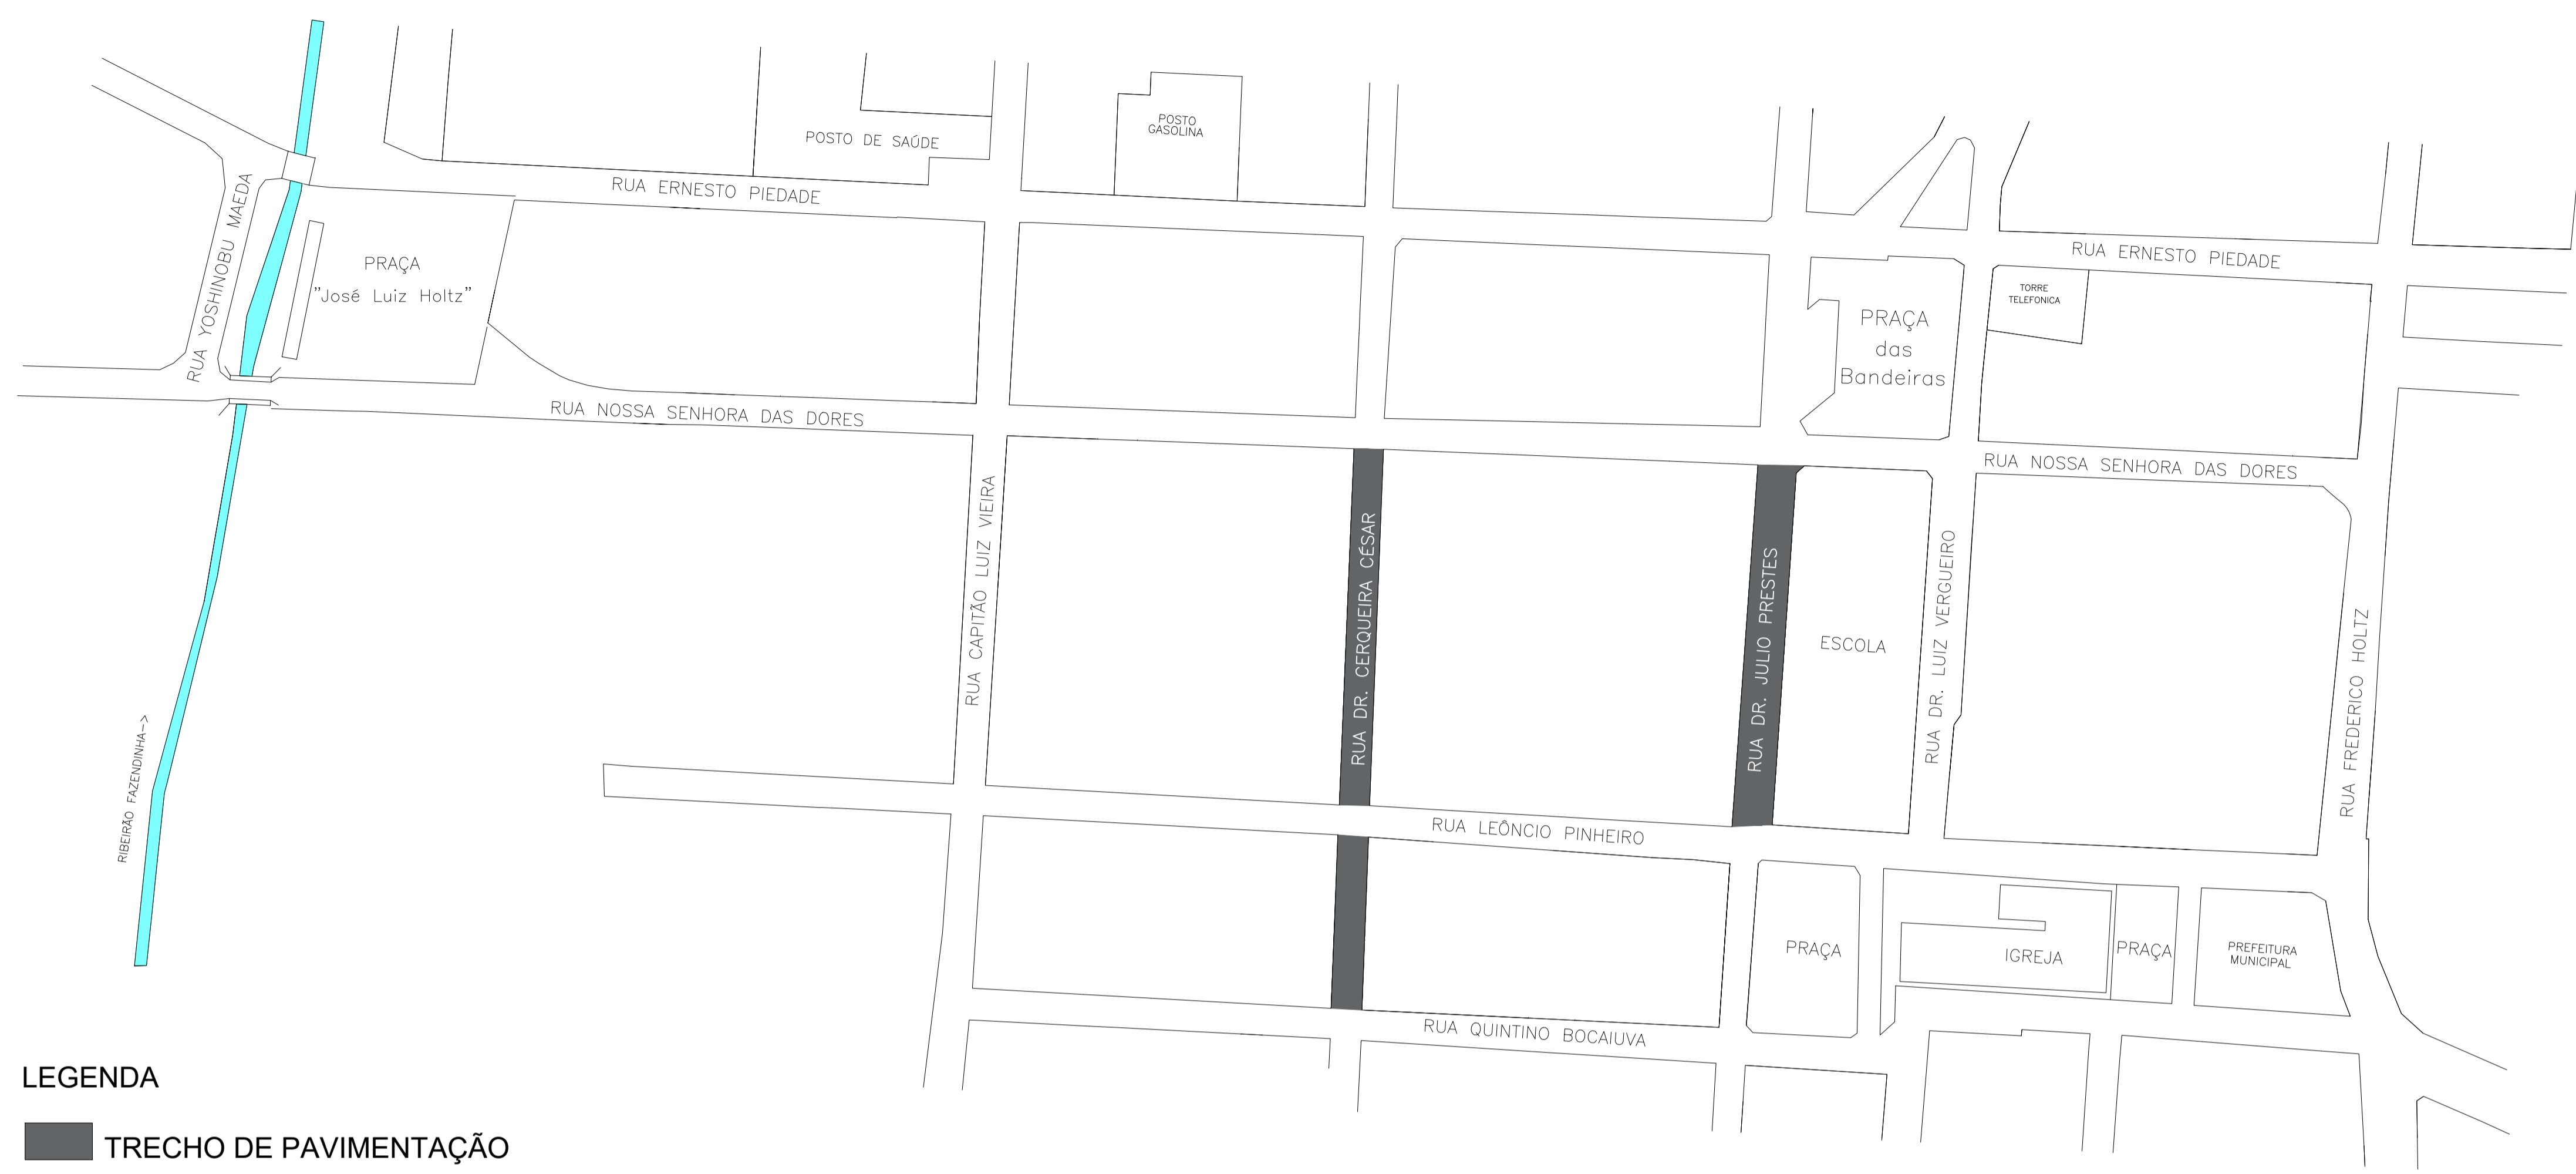 POSTO
GASOLINA
POSTO DE SAÚDE
RUA ERNESTO PIEDADE
RUA YOSHINOBU MAEDA
PRAÇA
"José Luiz Holtz"
RUA ERNESTO PIEDADE
TORRE
TELEFONICA
PRAÇA
das
Bandeiras
RUA NOSSA SENHORA DAS DORES
RUA NOSSA SENHORA DAS DORES
RUA CAPITÃO LUIZ VIEIRA
RUA DR. CERQUEIRA CÉSAR
RUA DR. JULIO PRESTES
ESCOLA
RUA DR. LUIZ VERGUEIRO
RUA FREDERICO HOLTZ
RIBEIRÃO FAZENDINHA->
RUA LEÔNCIO PINHEIRO
PRAÇA
IGREJA
PRAÇA
PREFEITURA
MUNICIPAL
RUA QUINTINO BOCAIUVA
LEGENDA
TRECHO DE PAVIMENTAÇÃO